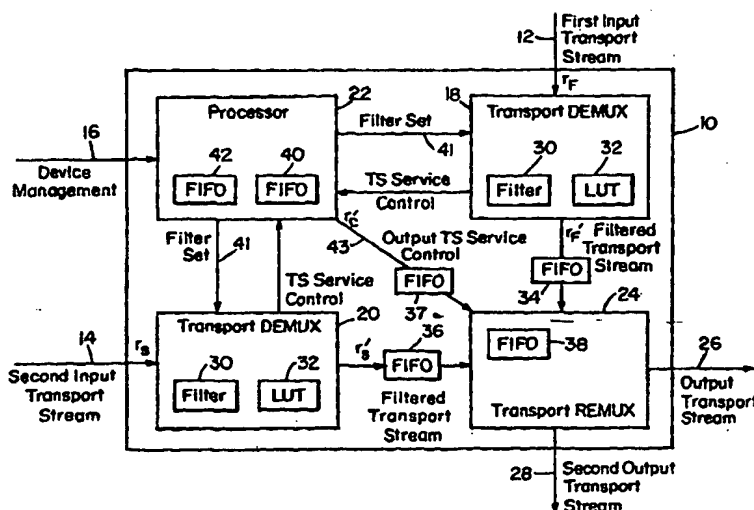 First Input
Transport
Stream
12
rF
Processor
22
18
Transport DEMUX
10
Filter Set
41
16
Device
Management
42
FIFO
40
FIFO
30
Filter
32
LUT
TS Service
Control
rC'
43
Filter
Set
41
TS Service
Control
Output TS Service
Control
FIFO
37
rF'
Filtered
Transport
Stream
FIFO
34
24
14
rS
Second Input
Transport
Stream
Transport DEMUX
20
30
Filter
32
LUT
rS'
36
FIFO
Filtered
Transport
Stream
FIFO
38
Transport REMUX
26
Output
Transport
Stream
28
Second Output
Transport
Stream